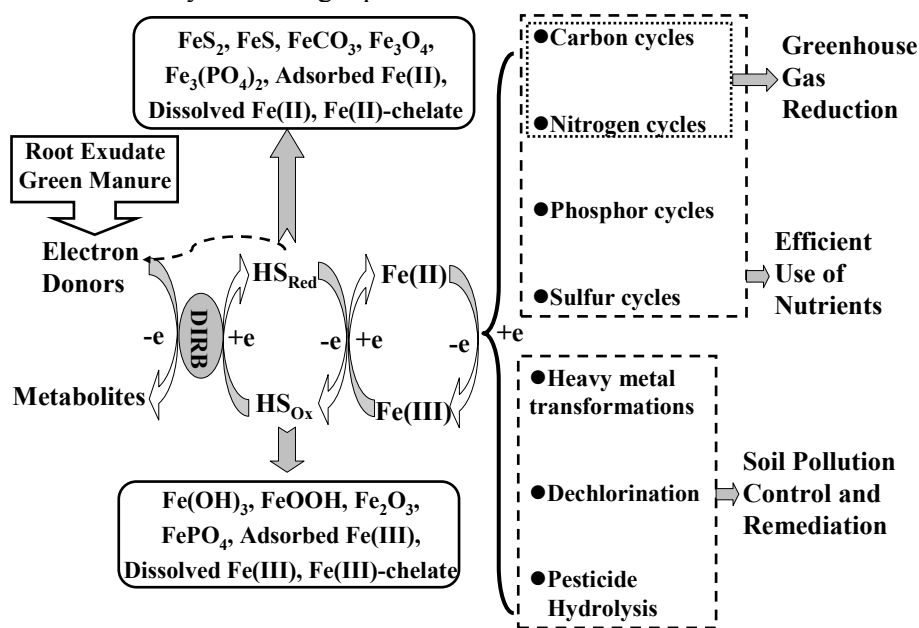 FeS₂, FeS, FeCO₃, Fe₃O₄,
Fe₃(PO₄)₂, Adsorbed Fe(II),
Dissolved Fe(II), Fe(II)-chelate
Root Exudate
Green Manure
Electron
Donors
Metabolites
-e
DIRB
+e
HS_Red
HS_Ox
-e
+e
Fe(II)
Fe(III)
-e
+e
Fe(OH)₃, FeOOH, Fe₂O₃,
FePO₄, Adsorbed Fe(III),
Dissolved Fe(III), Fe(III)-chelate
●Carbon cycles
●Nitrogen cycles
●Phosphor cycles
●Sulfur cycles
Greenhouse
Gas
Reduction
Efficient
Use of
Nutrients
●Heavy metal
transformations
●Dechlorination
●Pesticide
Hydrolysis
Soil Pollution
Control and
Remediation